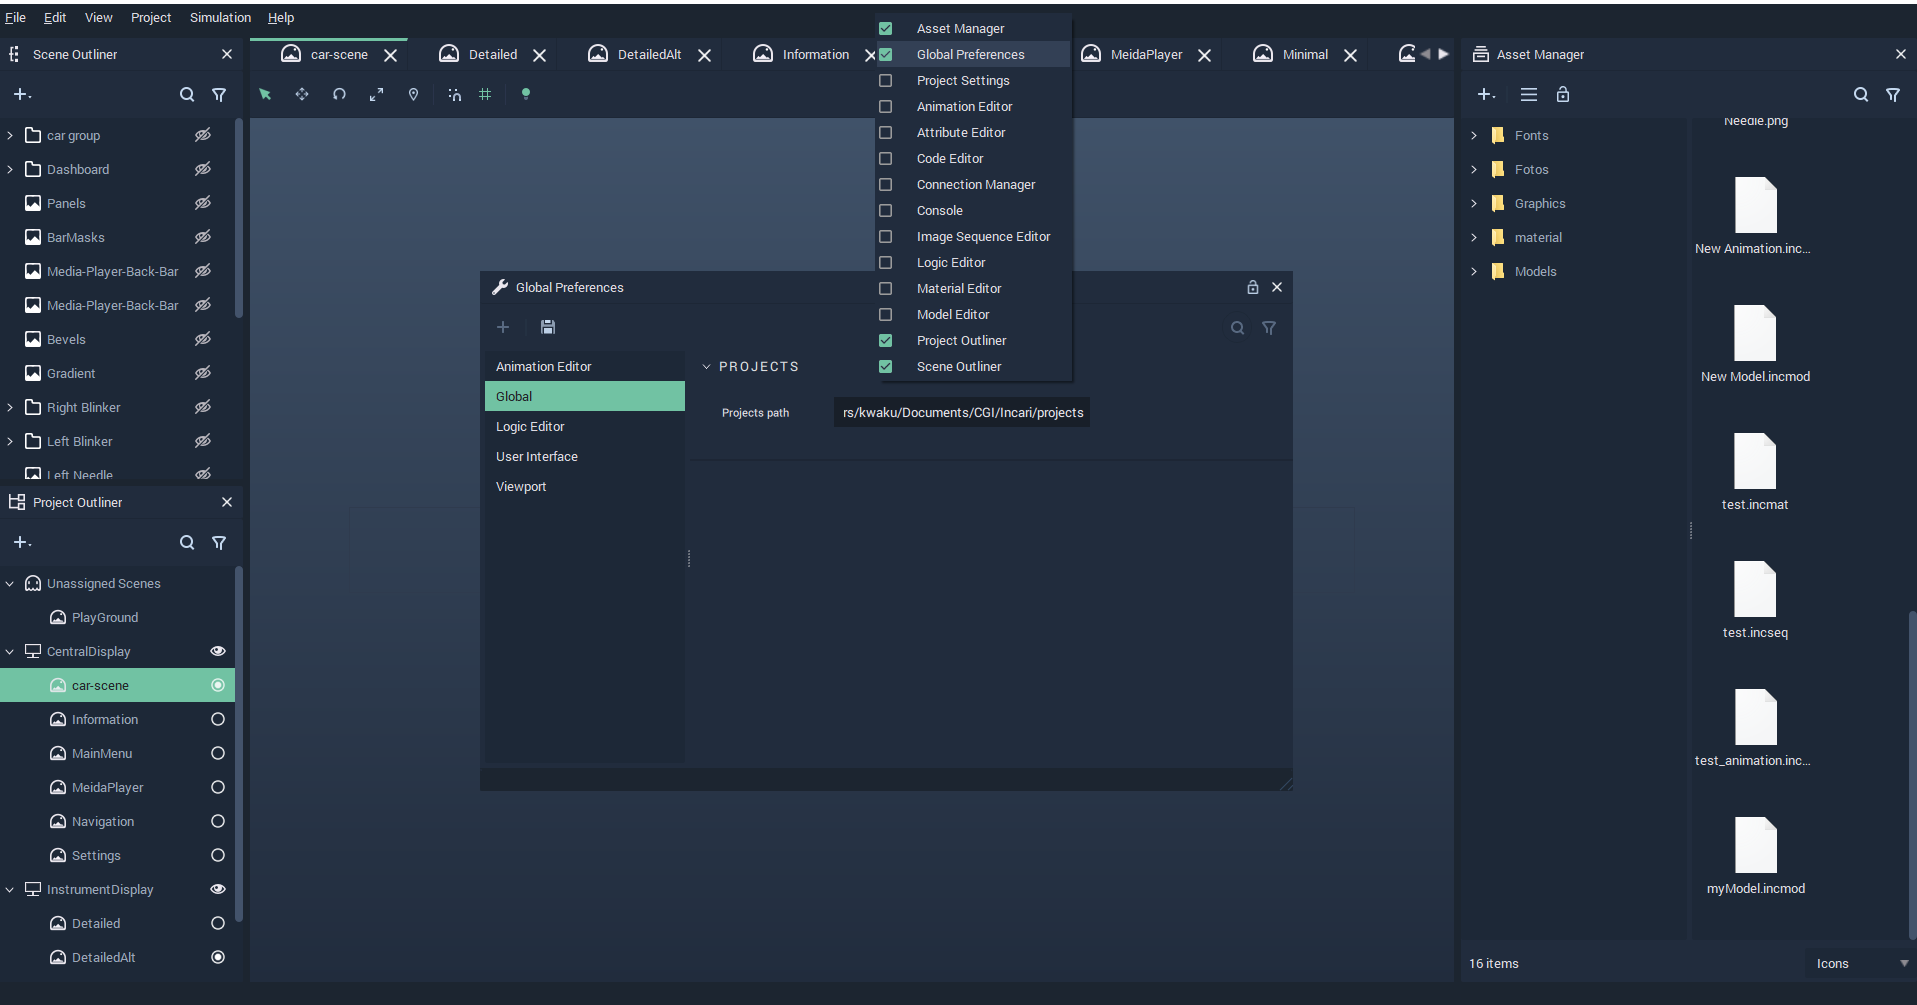 File Edit View Project Simulation Help
Scene Outliner
car group
Dashboard
Panels
BarMasks
Media-Player-Back-Bar
Media-Player-Back-Bar
Bevels
Gradient
Right Blinker
Left Blinker
Left Needle
Project Outliner
Unassigned Scenes
PlayGround
CentralDisplay
car-scene
Information
MainMenu
MeidaPlayer
Navigation
Settings
InstrumentDisplay
Detailed
DetailedAlt
car-scene Detailed DetailedAlt Information MeidaPlayer Minimal
Asset Manager
Global Preferences
Project Settings
Animation Editor
Attribute Editor
Code Editor
Connection Manager
Console
Image Sequence Editor
Logic Editor
Material Editor
Model Editor
Project Outliner
Scene Outliner
Global Preferences
Animation Editor
Global
Logic Editor
User Interface
Viewport
PROJECTS
Projects path rs/kwaku/Documents/CGI/Incari/projects
Asset Manager
Fonts
Fotos
Graphics
material
Models
Needle.png
New Animation.inc...
New Model.incmod
test.incmat
test.incseq
test_animation.inc...
myModel.incmod
16 items
Icons